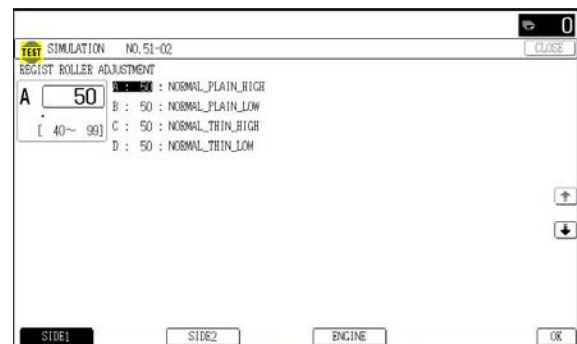 0
TEST SIMULATION NO.51-02
CLOSE
REGIST ROLLER ADJUSTMENT
A 50
[ 40~ 99]
A : 50 : NORMAL_PLAIN_HIGH
B : 50 : NORMAL_PLAIN_LOW
C : 50 : NORMAL_THIN_HIGH
D : 50 : NORMAL_THIN_LOW
SIDE1 SIDE2 ENGINE OK